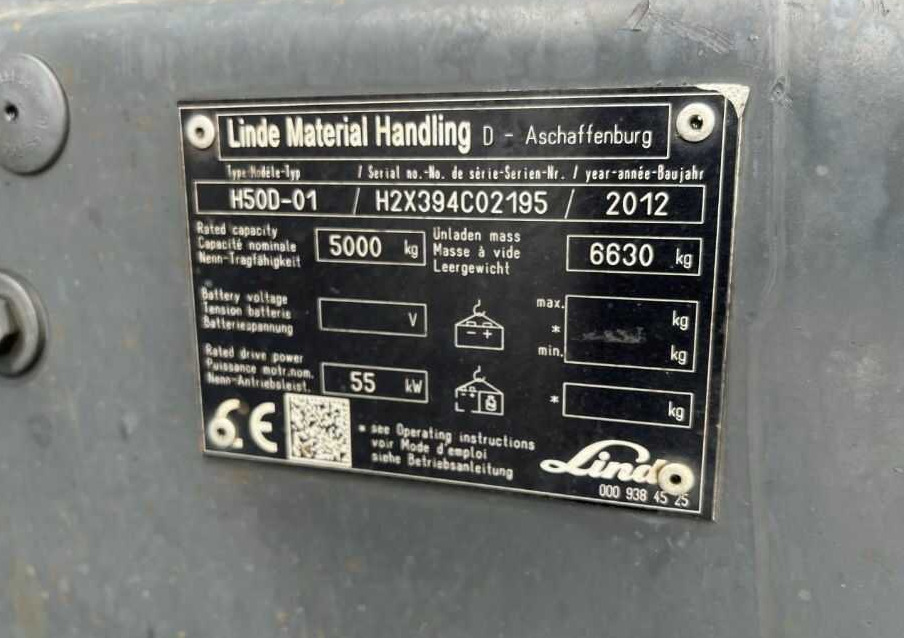 Linde Material Handling D - Aschaffenburg
Type-Modèle-Typ / Serial no.-No. de série-Serien-Nr. / year-année-Baujahr
H50D-01 / H2X394C02195 / 2012
Rated capacity
Capacité nominale
Nenn-Tragfähigkeit
5000 kg
Unladen mass
Masse à vide
Leergewicht
6630 kg
Battery voltage
Tension batterie
Batteriespannung
V
max. kg
*
min. kg
Rated drive power
Puissance motr.nom.
Nenn-Antriebsleist.
55 kW
* kg
CE
* see Operating instructions
voir Mode d'emploi
siehe Betriebsanleitung
Linde
000 938 45 25